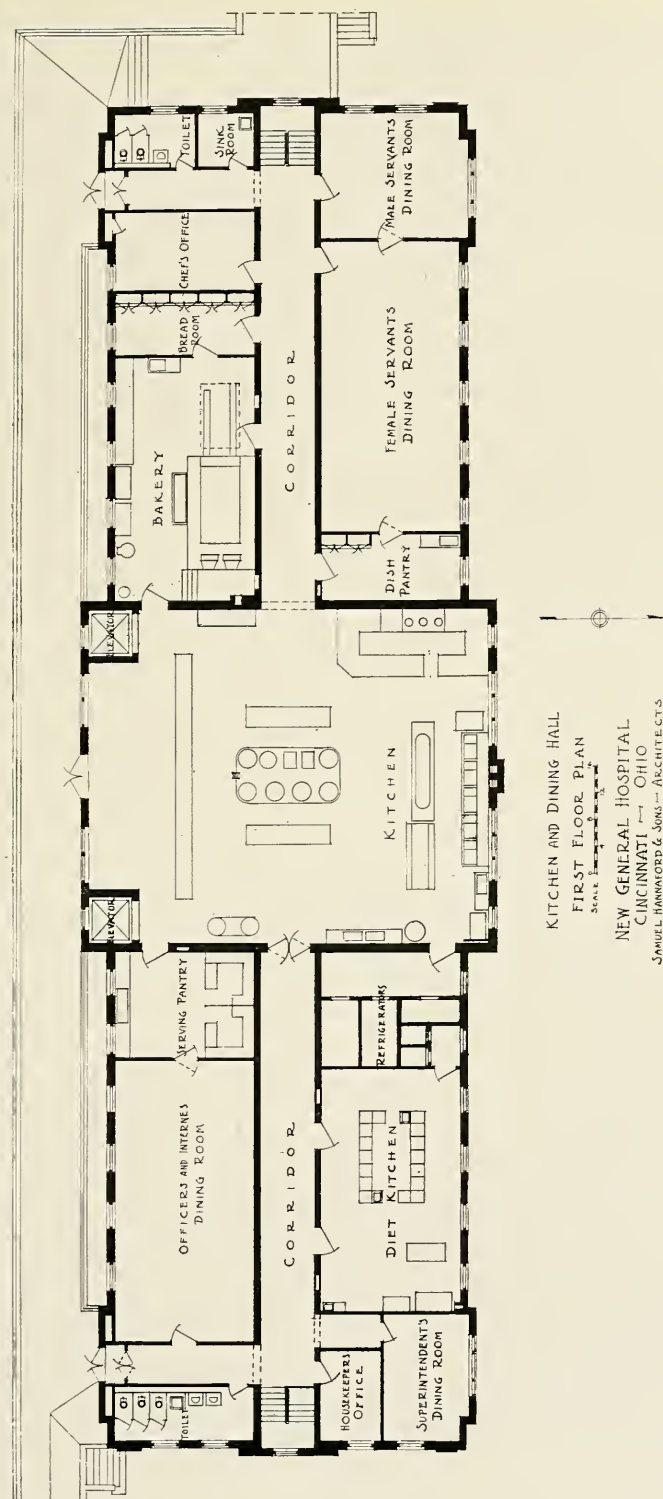 TOILET
SINK
ROOM
MALE SERVANTS
DINING ROOM
CHEF'S OFFICE
BREAD
ROOM
FEMALE SERVANTS
DINING ROOM
CORRIDOR
BAKERY
DISH
PANTRY
ELEVATOR
KITCHEN
ELEVATOR
SERVING PANTRY
REFRIGERATORS
OFFICERS AND INTERNES
DINING ROOM
CORRIDOR
DIET KITCHEN
TOILET
HOUSEKEEPERS
OFFICE
SUPERINTENDENT'S
DINING ROOM
KITCHEN AND DINING HALL
FIRST FLOOR PLAN
SCALE
NEW GENERAL HOSPITAL
CINCINNATI — OHIO
SAMUEL HANNAFORD & SONS — ARCHITECTS